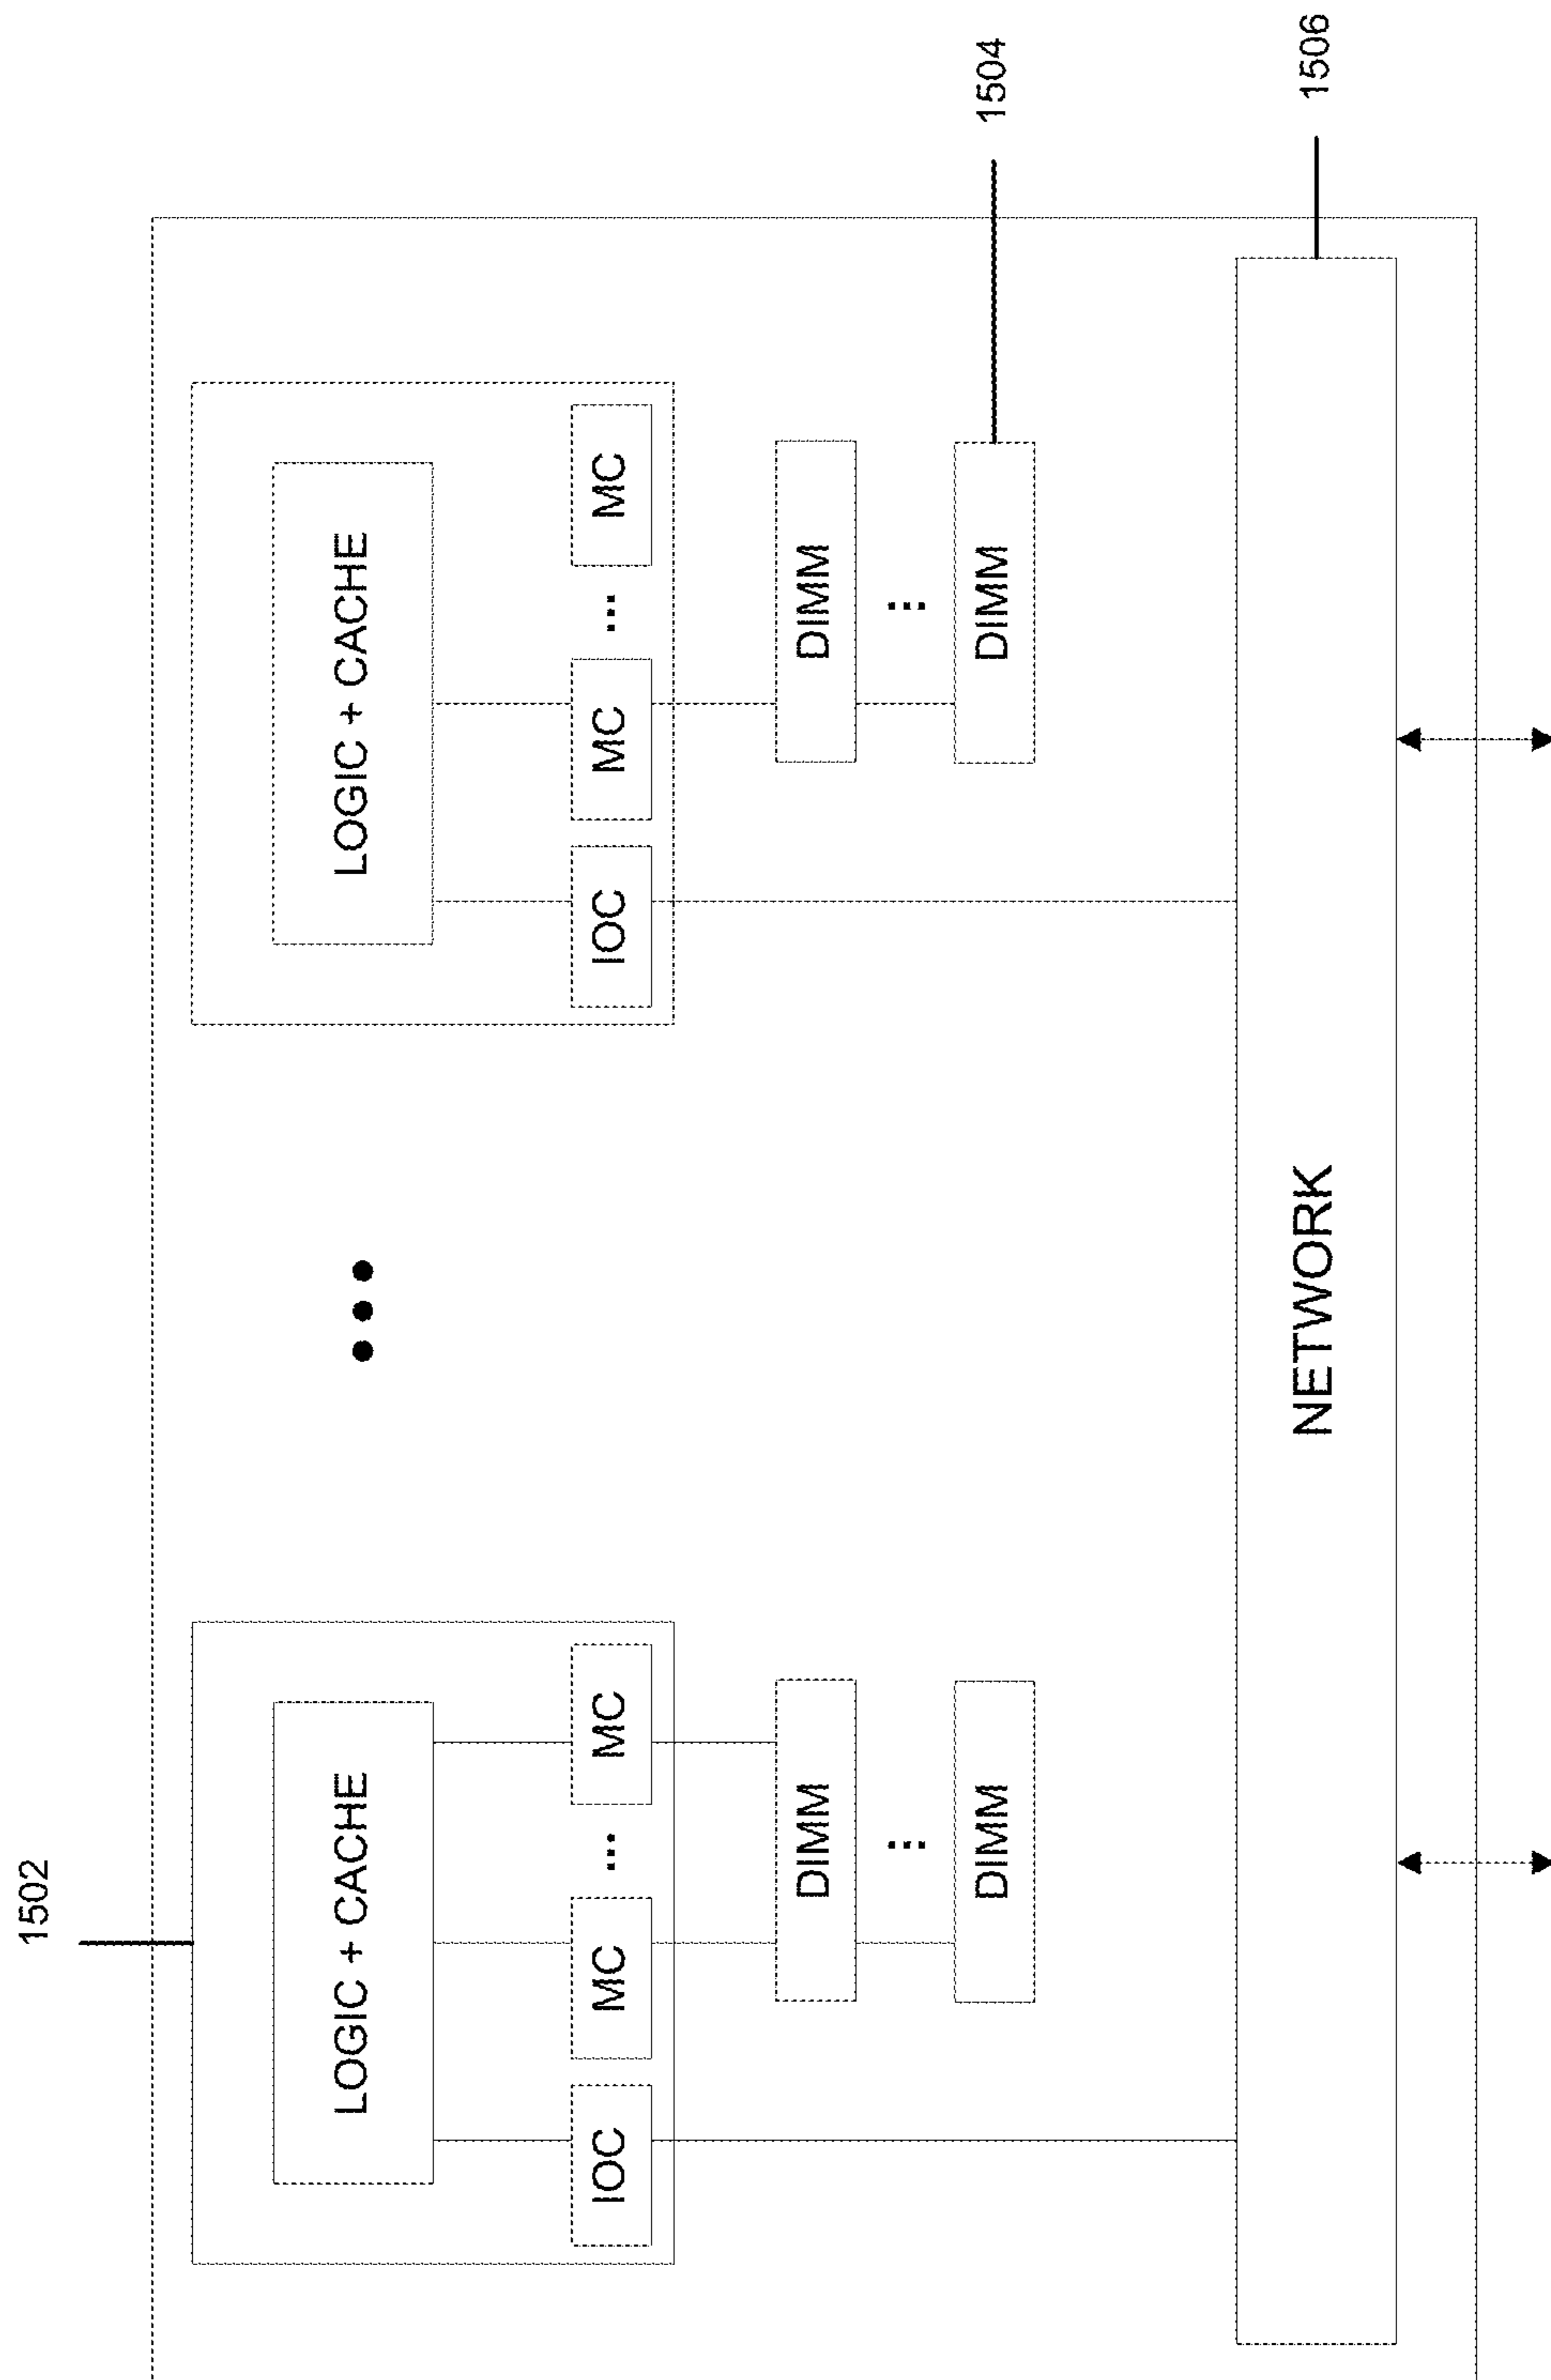 1502
LOGIC + CACHE
LOGIC + CACHE
IOC
MC
...
MC
IOC
MC
...
MC
DIMM
DIMM
...
...
DIMM
DIMM
1504
NETWORK
1506